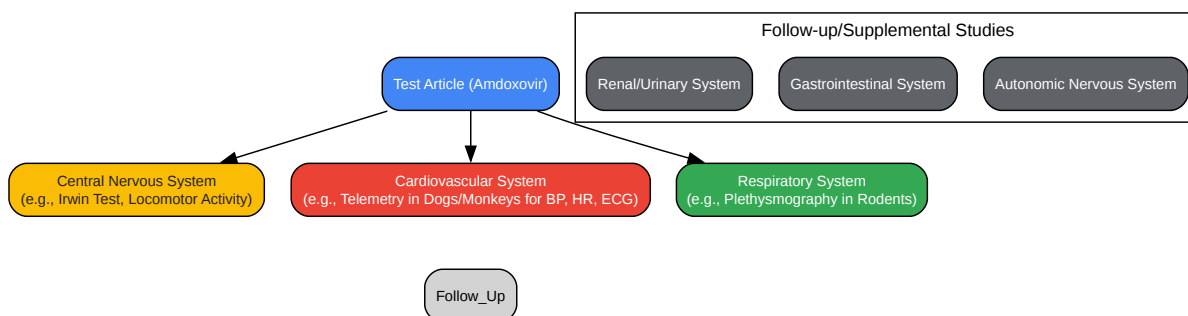 Follow-up/Supplemental Studies
Test Article (Amdoxovir)
Renal/Urinary System
Gastrointestinal System
Autonomic Nervous System
Central Nervous System
(e.g., Irwin Test, Locomotor Activity)
Cardiovascular System
(e.g., Telemetry in Dogs/Monkeys for BP, HR, ECG)
Respiratory System
(e.g., Plethysmography in Rodents)
Follow_Up